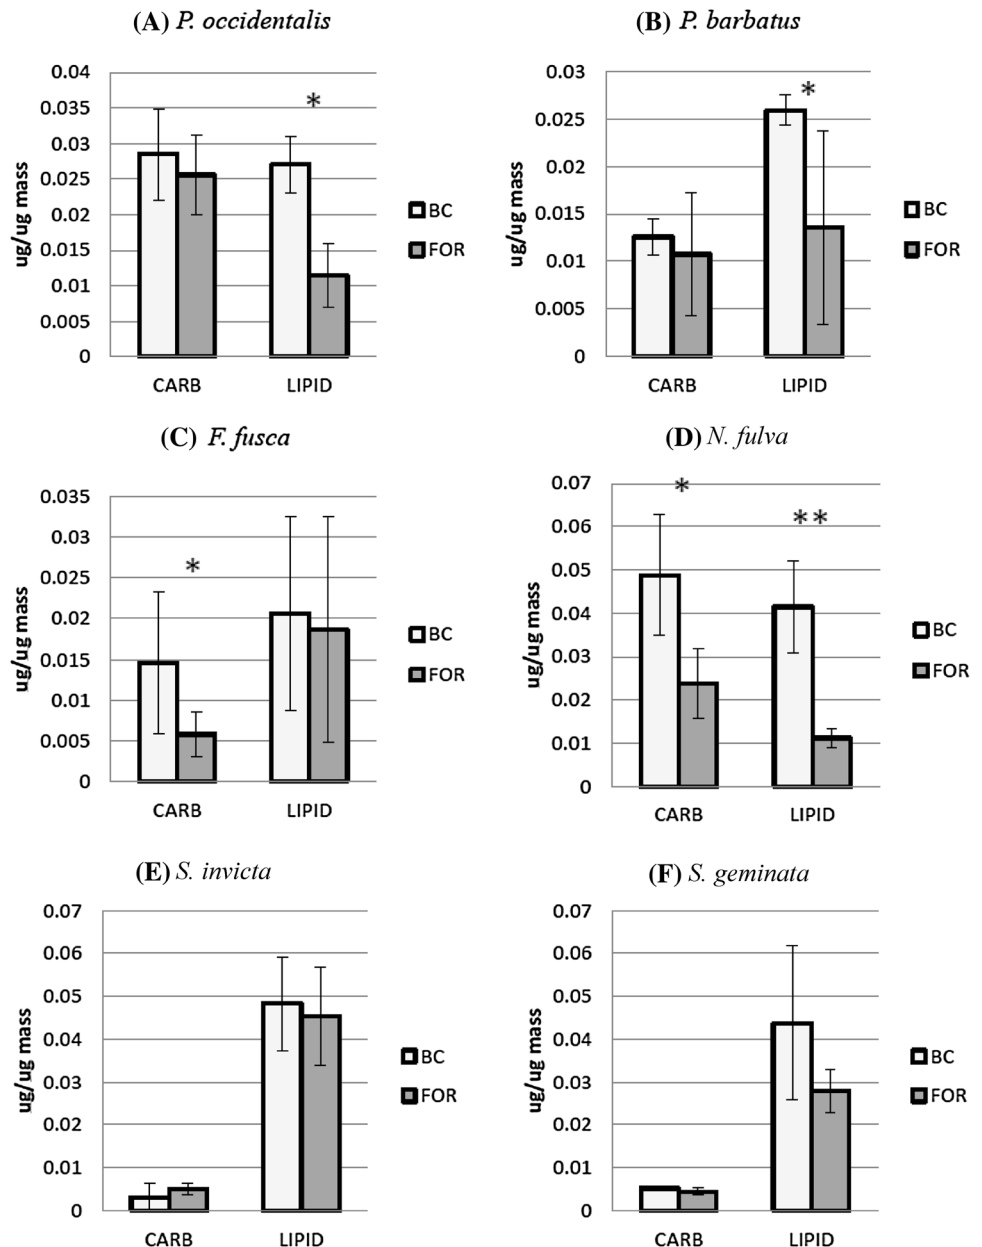 (A) P. occidentalis
*
0.04
0.035
0.03
0.025
0.02
0.015
0.01
0.005
0
ug/ug mass
CARB
LIPID
BC
FOR
(B) P. barbatus
*
0.03
0.025
0.02
0.015
0.01
0.005
0
ug/ug mass
CARB
LIPID
BC
FOR
(C) F. fusca
*
0.035
0.03
0.025
0.02
0.015
0.01
0.005
0
ug/ug mass
CARB
LIPID
BC
FOR
(D) N. fulva
*
**
0.07
0.06
0.05
0.04
0.03
0.02
0.01
0
ug/ug mass
CARB
LIPID
BC
FOR
(E) S. invicta
0.07
0.06
0.05
0.04
0.03
0.02
0.01
0
ug/ug mass
CARB
LIPID
BC
FOR
(F) S. geminata
0.07
0.06
0.05
0.04
0.03
0.02
0.01
0
ug/ug mass
CARB
LIPID
BC
FOR